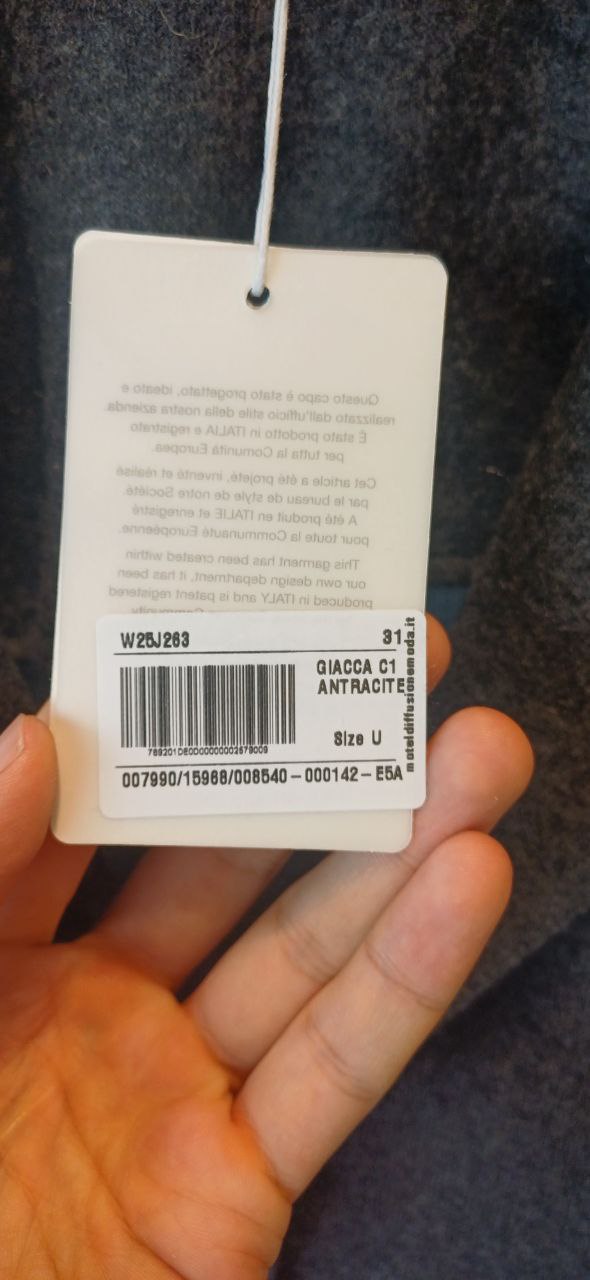 Questo capo è stato progettato, ideato e
realizzato dall'ufficio stile della nostra azienda.
È stato prodotto in ITALIA e registrato
per tutta la Comunità Europea.
Cet article a été projeté, inventé et réalisé
par le bureau de style de notre Société.
A été produit en ITALIE et enregistré
pour toute la Communauté Européenne.
This garment has been created within
our own design department, it has been
produced in ITALY and is patent registered
Community
W25J263 31
GIACCA C1
ANTRACITE
Size U
789201DE0D000000002579009
007990/15968/008540-000142-E5A
moteldiffusionemoda.it